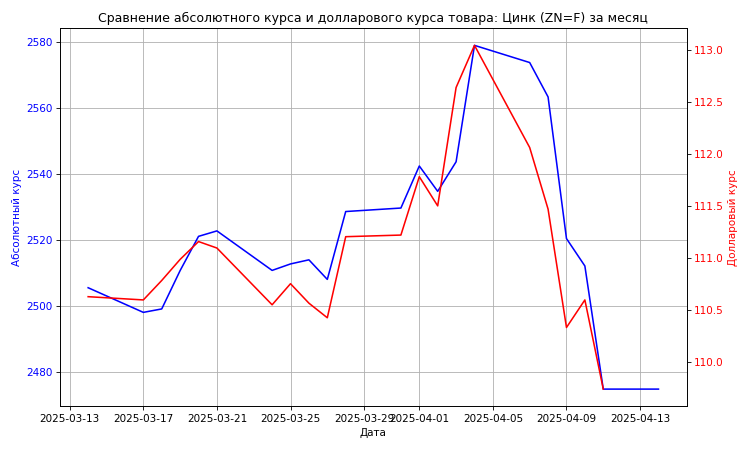 Сравнение абсолютного курса и долларового курса товара: Цинк (ZN=F) за месяц
Абсолютный курс
2580
2560
2540
2520
2500
2480
113.0
112.5
112.0
111.5
111.0
110.5
110.0
Долларовый курс
2025-03-13 2025-03-17 2025-03-21 2025-03-25 2025-03-29 2025-04-01 2025-04-05 2025-04-09 2025-04-13
Дата